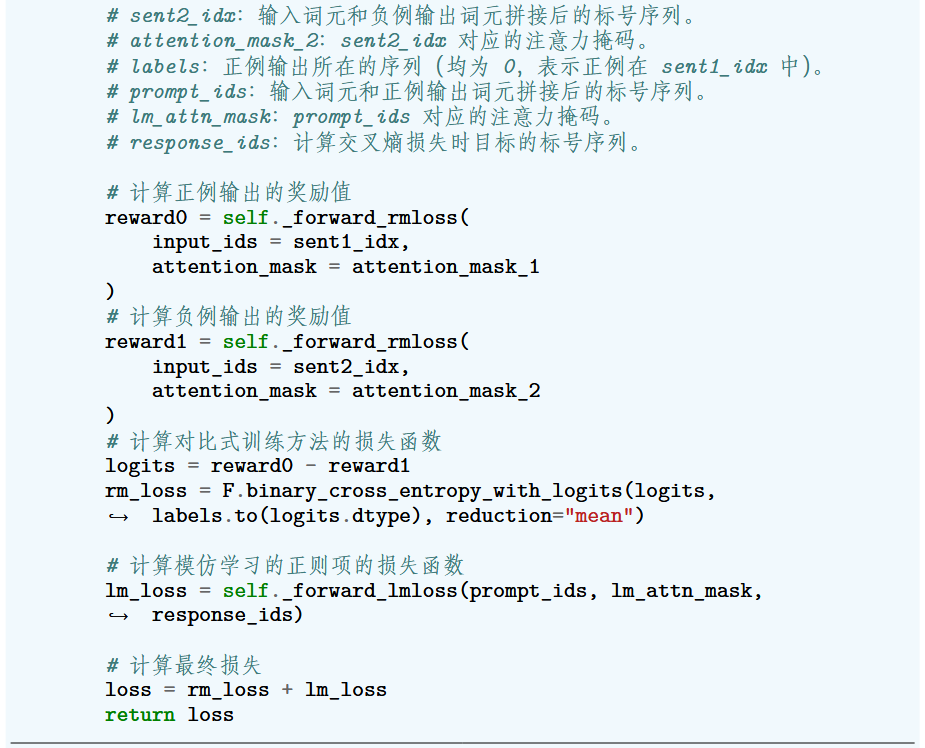 # sent2_idx: 输入词元和负例输出词元拼接后的标号序列。
# attention_mask_2: sent2_idx 对应的注意力掩码。
# labels: 正例输出所在的序列 (均为 0, 表示正例在 sent1_idx 中)。
# prompt_ids: 输入词元和正例输出词元拼接后的标号序列。
# lm_attn_mask: prompt_ids 对应的注意力掩码。
# response_ids: 计算交叉熵损失时目标的标号序列。
# 计算正例输出的奖励值
reward0 = self._forward_rmloss(
    input_ids = sent1_idx,
    attention_mask = attention_mask_1
)
# 计算负例输出的奖励值
reward1 = self._forward_rmloss(
    input_ids = sent2_idx,
    attention_mask = attention_mask_2
)
# 计算对比式训练方法的损失函数
logits = reward0 - reward1
rm_loss = F.binary_cross_entropy_with_logits(logits,
↪ labels.to(logits.dtype), reduction="mean")
# 计算模仿学习的正则项的损失函数
lm_loss = self._forward_lmloss(prompt_ids, lm_attn_mask,
↪ response_ids)
# 计算最终损失
loss = rm_loss + lm_loss
return loss